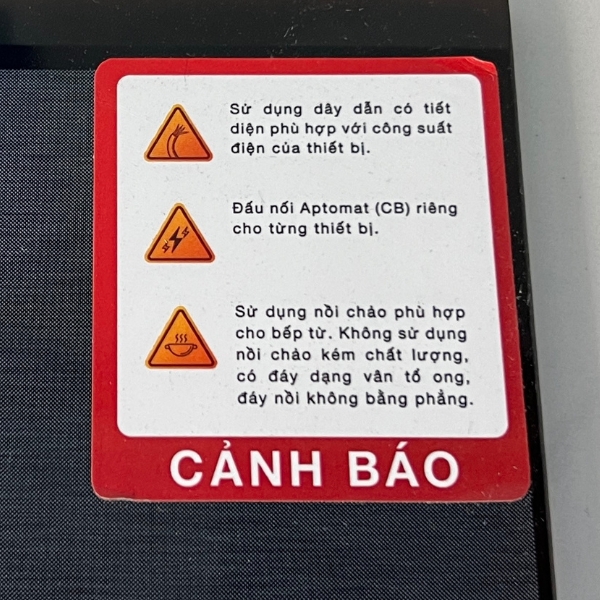 Sử dụng dây dẫn có tiết
diện phù hợp với công suất
điện của thiết bị.
Đấu nối Aptomat (CB) riêng
cho từng thiết bị.
Sử dụng nồi chảo phù hợp
cho bếp từ. Không sử dụng
nồi chảo kém chất lượng,
có đáy dạng vân tổ ong,
đáy nồi không bằng phẳng.
CẢNH BÁO